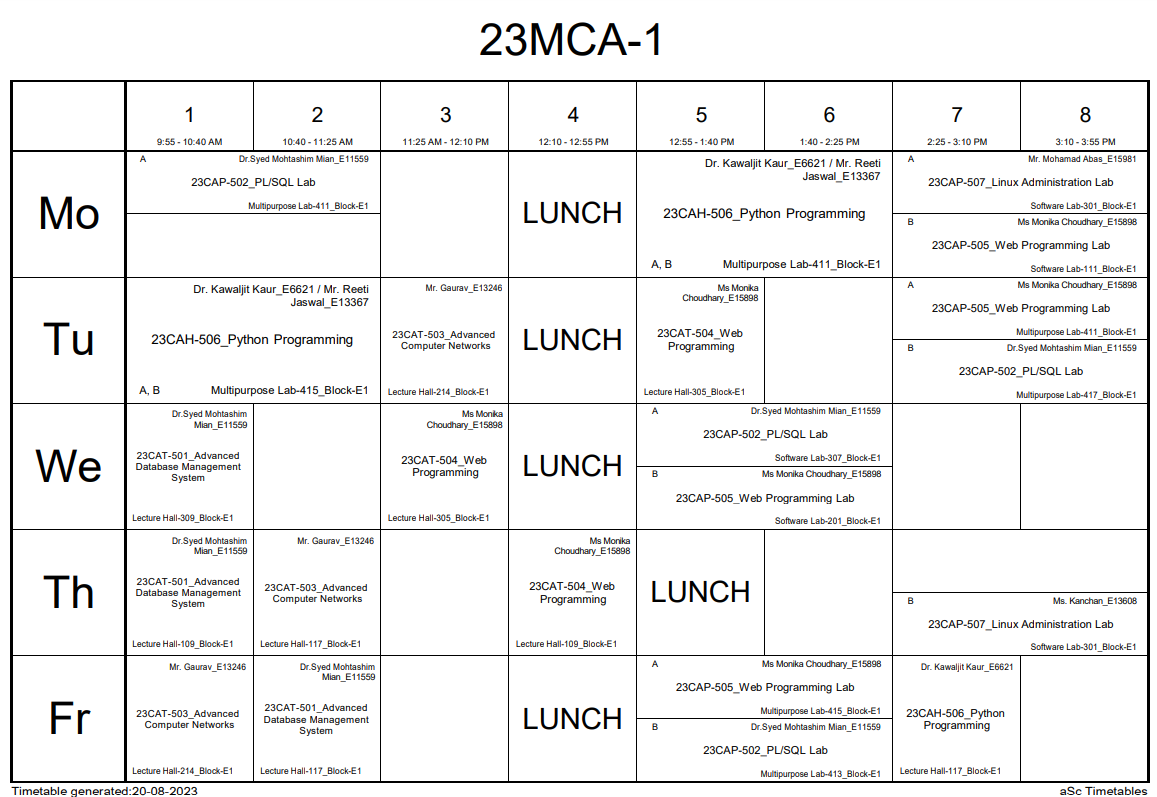 23MCA-1
1
2
3
4
5
6
7
8
9:55 - 10:40 AM
10:40 - 11:25 AM
11:25 AM - 12:10 PM
12:10 - 12:55 PM
12:55 - 1:40 PM
1:40 - 2:25 PM
2:25 - 3:10 PM
3:10 - 3:55 PM
Mo
A
Dr.Syed Mohtashim Mian_E11559
23CAP-502_PL/SQL Lab
Multipurpose Lab-411_Block-E1
LUNCH
Dr. Kawaljit Kaur_E6621 / Mr. Reeti
Jaswal_E13367
23CAH-506_Python Programming
A, B
Multipurpose Lab-411_Block-E1
A
Mr. Mohamad Abas_E15981
23CAP-507_Linux Administration Lab
Software Lab-301_Block-E1
B
Ms Monika Choudhary_E15898
23CAP-505_Web Programming Lab
Software Lab-111_Block-E1
Tu
Dr. Kawaljit Kaur_E6621 / Mr. Reeti
Jaswal_E13367
23CAH-506_Python Programming
A, B
Multipurpose Lab-415_Block-E1
Mr. Gaurav_E13246
23CAT-503_Advanced
Computer Networks
Lecture Hall-214_Block-E1
LUNCH
Ms Monika
Choudhary_E15898
23CAT-504_Web
Programming
Lecture Hall-305_Block-E1
A
Ms Monika Choudhary_E15898
23CAP-505_Web Programming Lab
Multipurpose Lab-411_Block-E1
B
Dr.Syed Mohtashim Mian_E11559
23CAP-502_PL/SQL Lab
Multipurpose Lab-417_Block-E1
We
Dr.Syed Mohtashim
Mian_E11559
23CAT-501_Advanced
Database Management
System
Lecture Hall-309_Block-E1
Ms Monika
Choudhary_E15898
23CAT-504_Web
Programming
Lecture Hall-305_Block-E1
LUNCH
A
Dr.Syed Mohtashim Mian_E11559
23CAP-502_PL/SQL Lab
Software Lab-307_Block-E1
B
Ms Monika Choudhary_E15898
23CAP-505_Web Programming Lab
Software Lab-201_Block-E1
Th
Dr.Syed Mohtashim
Mian_E11559
23CAT-501_Advanced
Database Management
System
Lecture Hall-109_Block-E1
Mr. Gaurav_E13246
23CAT-503_Advanced
Computer Networks
Lecture Hall-117_Block-E1
Ms Monika
Choudhary_E15898
23CAT-504_Web
Programming
Lecture Hall-109_Block-E1
LUNCH
B
Ms. Kanchan_E13608
23CAP-507_Linux Administration Lab
Software Lab-301_Block-E1
Fr
Mr. Gaurav_E13246
23CAT-503_Advanced
Computer Networks
Lecture Hall-214_Block-E1
Dr.Syed Mohtashim
Mian_E11559
23CAT-501_Advanced
Database Management
System
Lecture Hall-117_Block-E1
LUNCH
A
Ms Monika Choudhary_E15898
23CAP-505_Web Programming Lab
Multipurpose Lab-415_Block-E1
B
Dr.Syed Mohtashim Mian_E11559
23CAP-502_PL/SQL Lab
Multipurpose Lab-413_Block-E1
Dr. Kawaljit Kaur_E6621
23CAH-506_Python
Programming
Lecture Hall-117_Block-E1
Timetable generated:20-08-2023
aSc Timetables